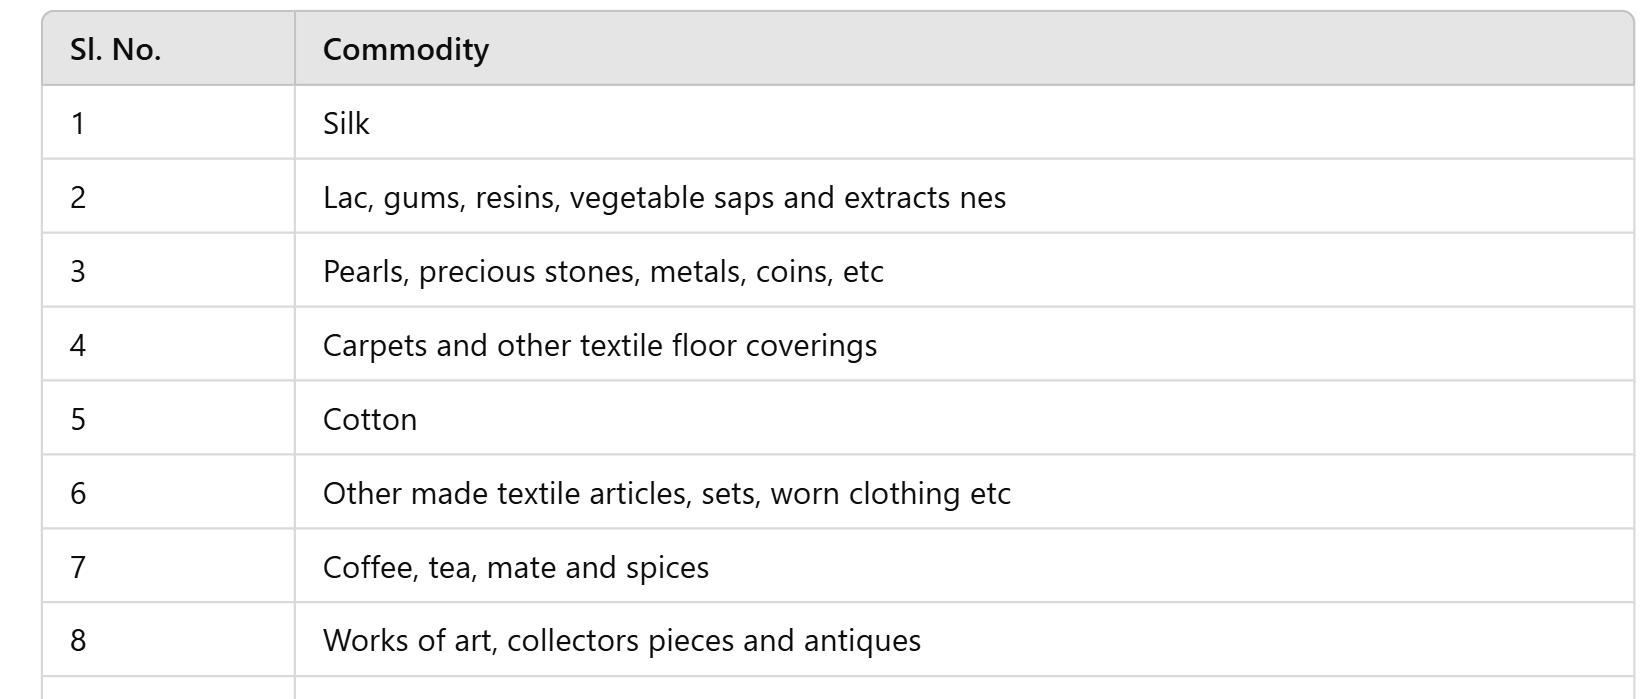 Sl. No. Commodity
1 Silk
2 Lac, gums, resins, vegetable saps and extracts nes
3 Pearls, precious stones, metals, coins, etc
4 Carpets and other textile floor coverings
5 Cotton
6 Other made textile articles, sets, worn clothing etc
7 Coffee, tea, mate and spices
8 Works of art, collectors pieces and antiques